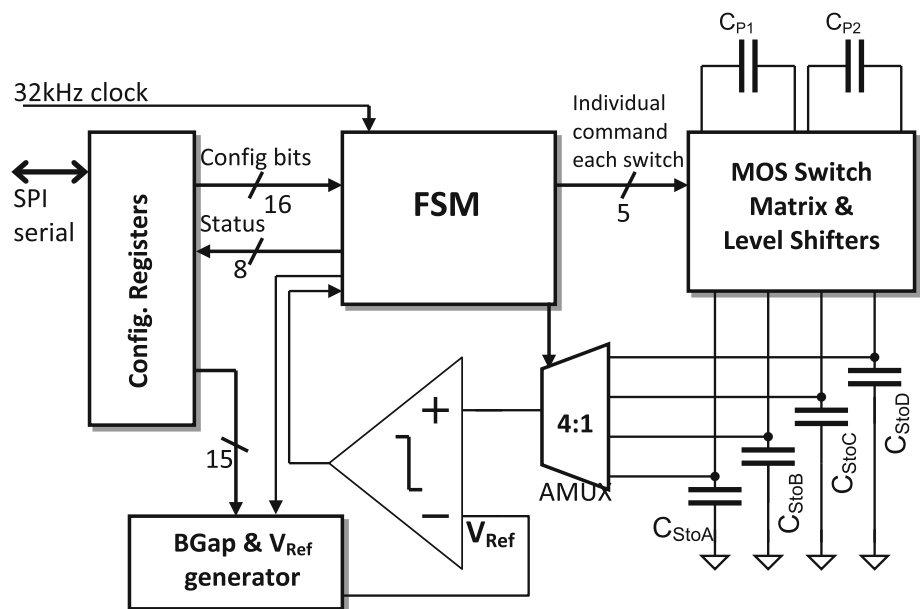 C_P1
C_P2
32kHz clock
Individual
command
each switch
Config bits
16
SPI
serial
Config. Registers
FSM
5
MOS Switch
Matrix &
Level Shifters
Status
8
15
+
−
4:1
AMUX
V_Ref
C_StoA
C_StoB
C_StoC
C_StoD
BGap & V_Ref
generator